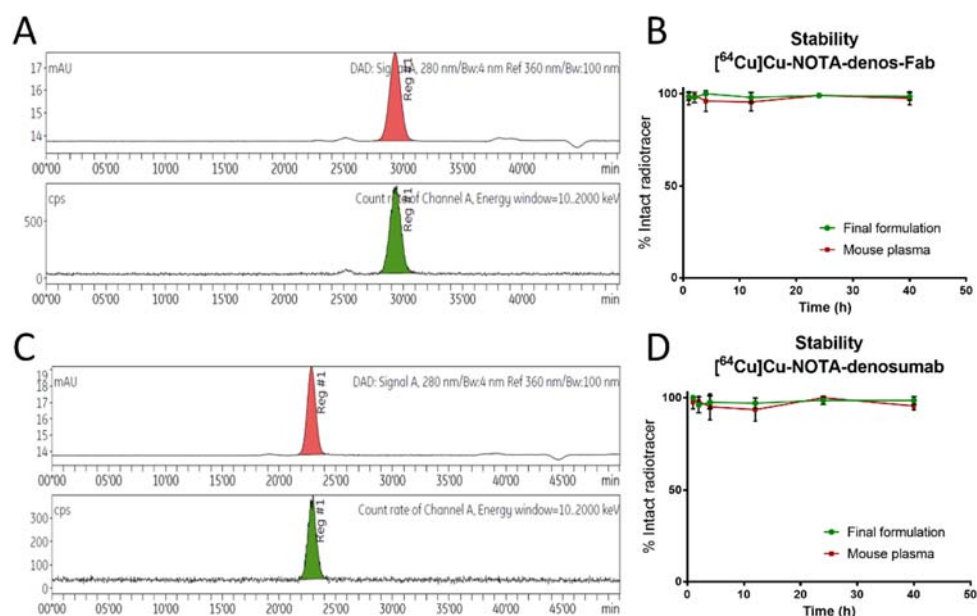 A
mAU
DAD: Signal A, 280 nm/Bw:4 nm Ref 360 nm/Bw:100 nm
Reg #1
17
16
15
14
00'00 05'00 10'00 15'00 20'00 25'00 30'00 35'00 40'00 min
cps
Count rate of Channel A, Energy window=10..2000 keV
Reg #1
500
0
00'00 05'00 10'00 15'00 20'00 25'00 30'00 35'00 40'00 min
B
Stability
[⁶⁴Cu]Cu-NOTA-denos-Fab
% Intact radiotracer
100
50
0
Final formulation
Mouse plasma
0 10 20 30 40 50
Time (h)
C
mAU
DAD: Signal A, 280 nm/Bw:4 nm Ref 360 nm/Bw:100 nm
Reg #1
19
18
17
16
15
14
00'00 05'00 10'00 15'00 20'00 25'00 30'00 35'00 40'00 min
cps
Count rate of Channel A, Energy window=10..2000 keV
Reg #1
300
200
100
0
00'00 05'00 10'00 15'00 20'00 25'00 30'00 35'00 40'00 min
D
Stability
[⁶⁴Cu]Cu-NOTA-denosumab
% Intact radiotracer
100
50
0
Final formulation
Mouse plasma
0 10 20 30 40 50
Time (h)